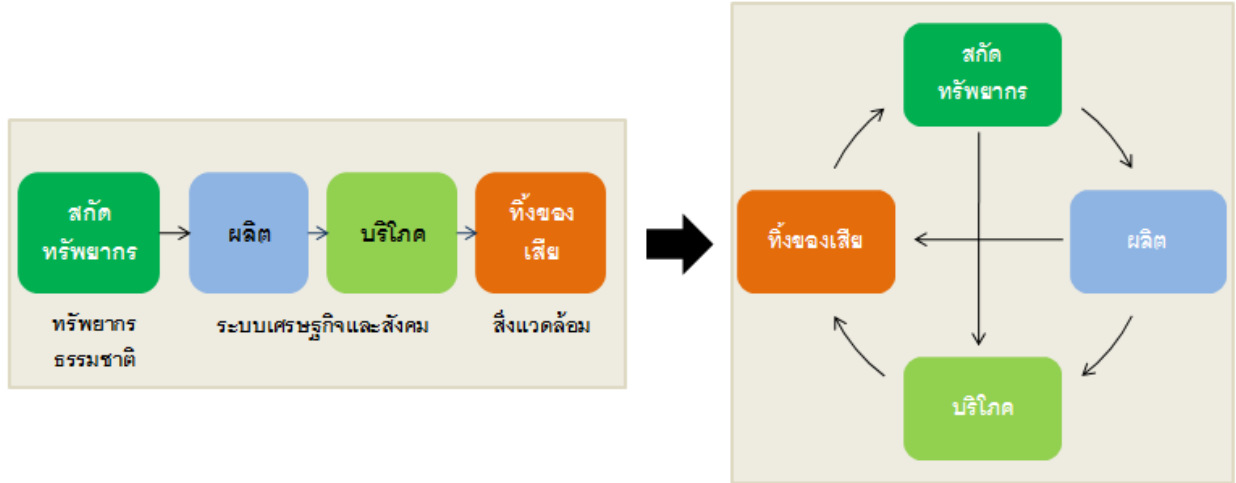 สกัด
ทรัพยากร
ผลิต
บริโภค
ทิ้งของ
เสีย
ทรัพยากร
ธรรมชาติ
ระบบเศรษฐกิจและสังคม
สิ่งแวดล้อม
สกัด
ทรัพยากร
ทิ้งของเสีย
ผลิต
บริโภค